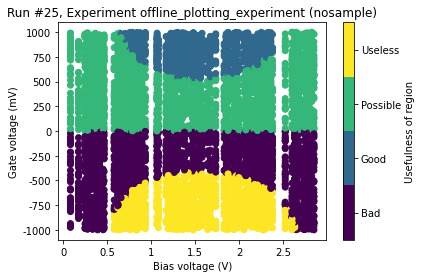 Run #25, Experiment offline_plotting_experiment (nosample)
1000
750
500
250
0
-250
-500
-750
-1000
Gate voltage (mV)
0
0.5
1
1.5
2
2.5
Bias voltage (V)
Useless
Possible
Good
Bad
Usefulness of region